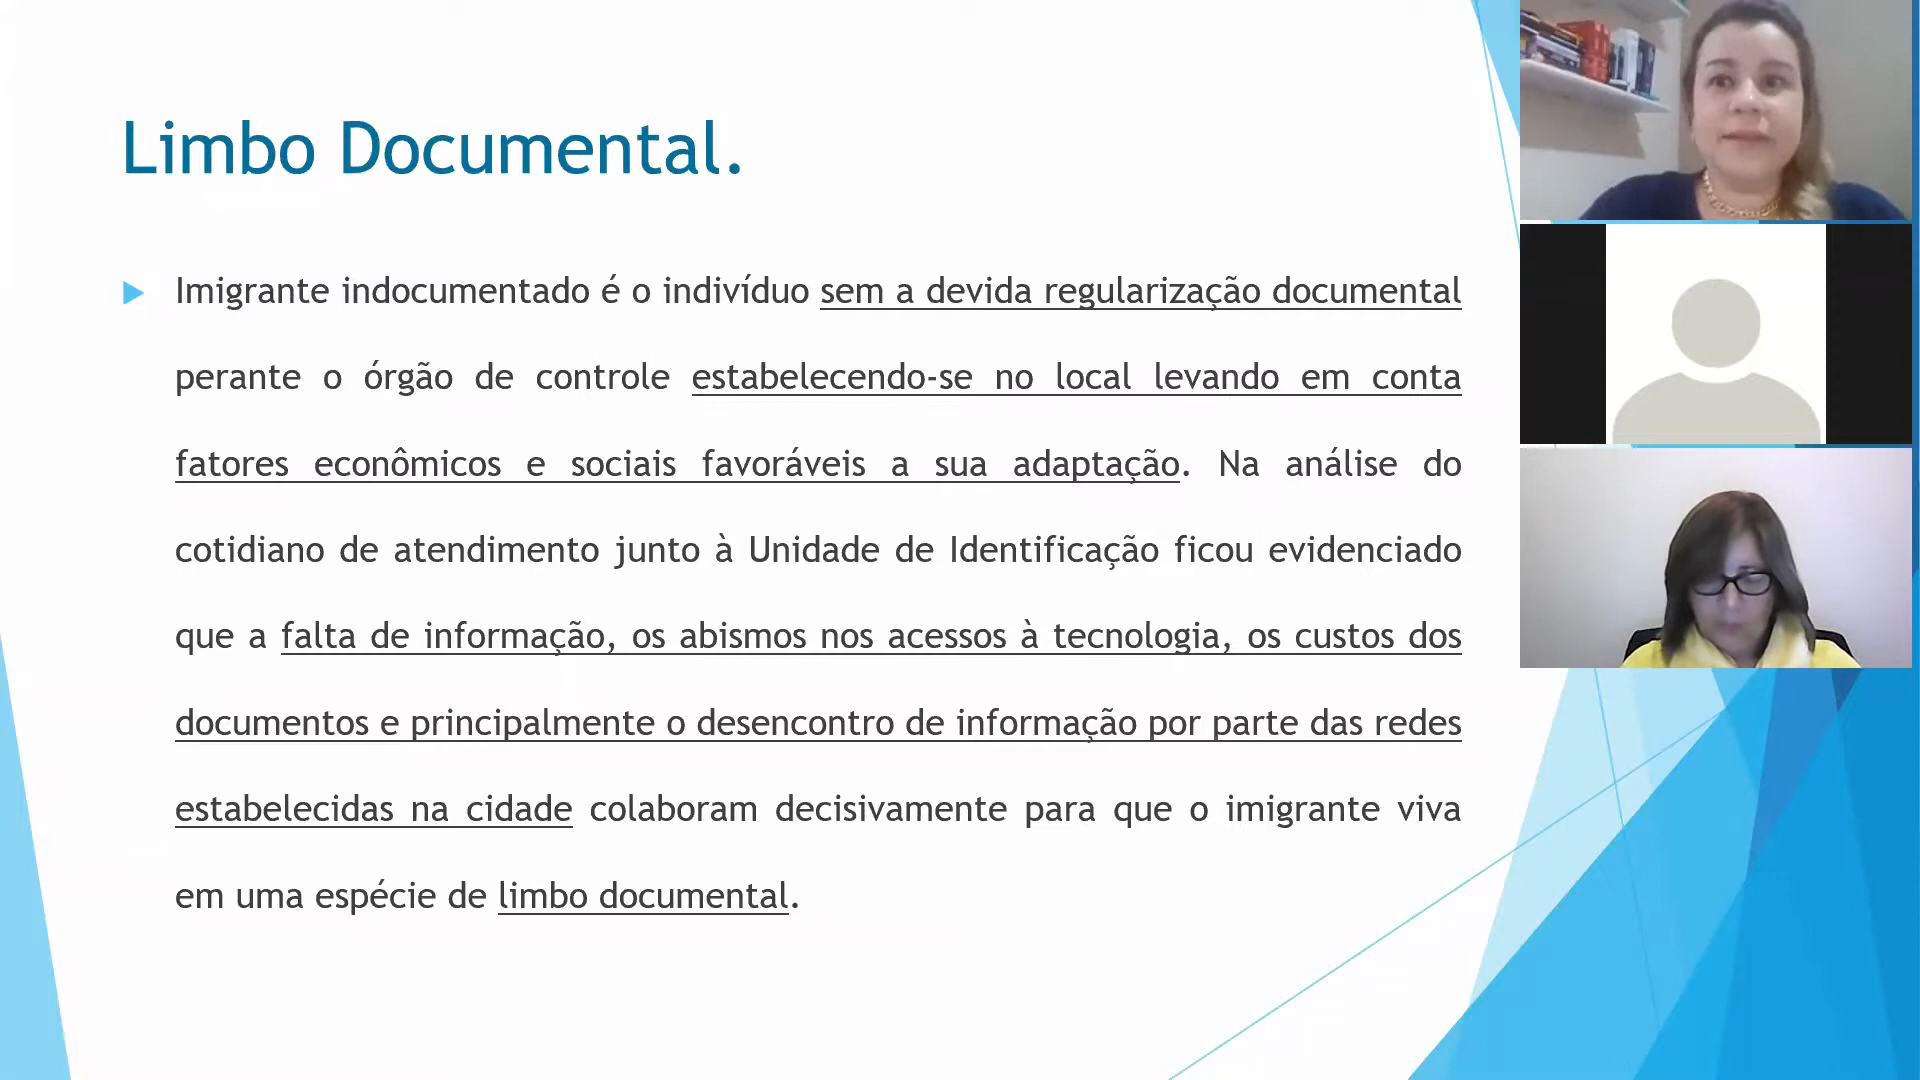 Limbo Documental.
Imigrante indocumentado é o indivíduo sem a devida regularização documental
perante o órgão de controle estabelecendo-se no local levando em conta
fatores econômicos e sociais favoráveis a sua adaptação. Na análise do
cotidiano de atendimento junto à Unidade de Identificação ficou evidenciado
que a falta de informação, os abismos nos acessos à tecnologia, os custos dos
documentos e principalmente o desencontro de informação por parte das redes
estabelecidas na cidade colaboram decisivamente para que o imigrante viva
em uma espécie de limbo documental.